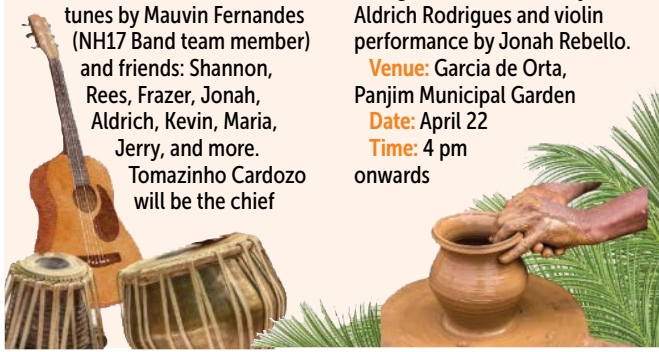 tunes by Mauvin Fernandes
(NH17 Band team member)
and friends: Shannon,
Rees, Frazer, Jonah,
Aldrich, Kevin, Maria,
Jerry, and more.
Tomazinho Cardozo
will be the chief
Aldrich Rodrigues and violin
performance by Jonah Rebello.
Venue: Garcia de Orta,
Panjim Municipal Garden
Date: April 22
Time: 4 pm
onwards